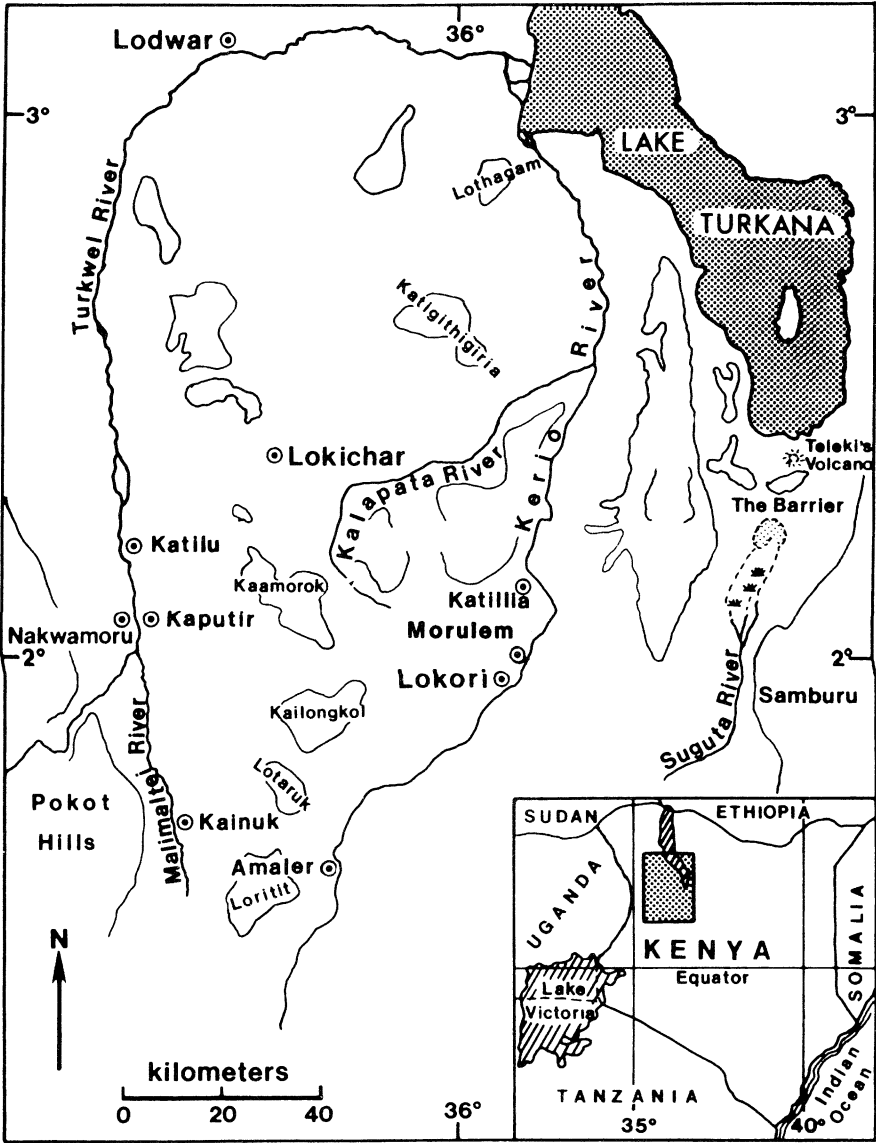 Lodwar
36°
3°
3°
LAKE
TURKANA
Lothagam
Turkwel River
Katigithigiria
River
Kerio
Kalapata River
Lokichar
Teleki's
Volcano
The Barrier
Katilu
Kaamorok
Katillia
Nakwamoru
Kaputir
Morulem
2°
2°
Lokori
Samburu
Suguta River
Kailongkol
Malimaltej River
Lotaruk
Pokot
Hills
Kainuk
Amaler
Loritit
N
kilometers
0 20 40
36°
SUDAN
ETHIOPIA
UGANDA
SOMALIA
KENYA
Equator
Lake
Victoria
TANZANIA
Indian
Ocean
35°
40°